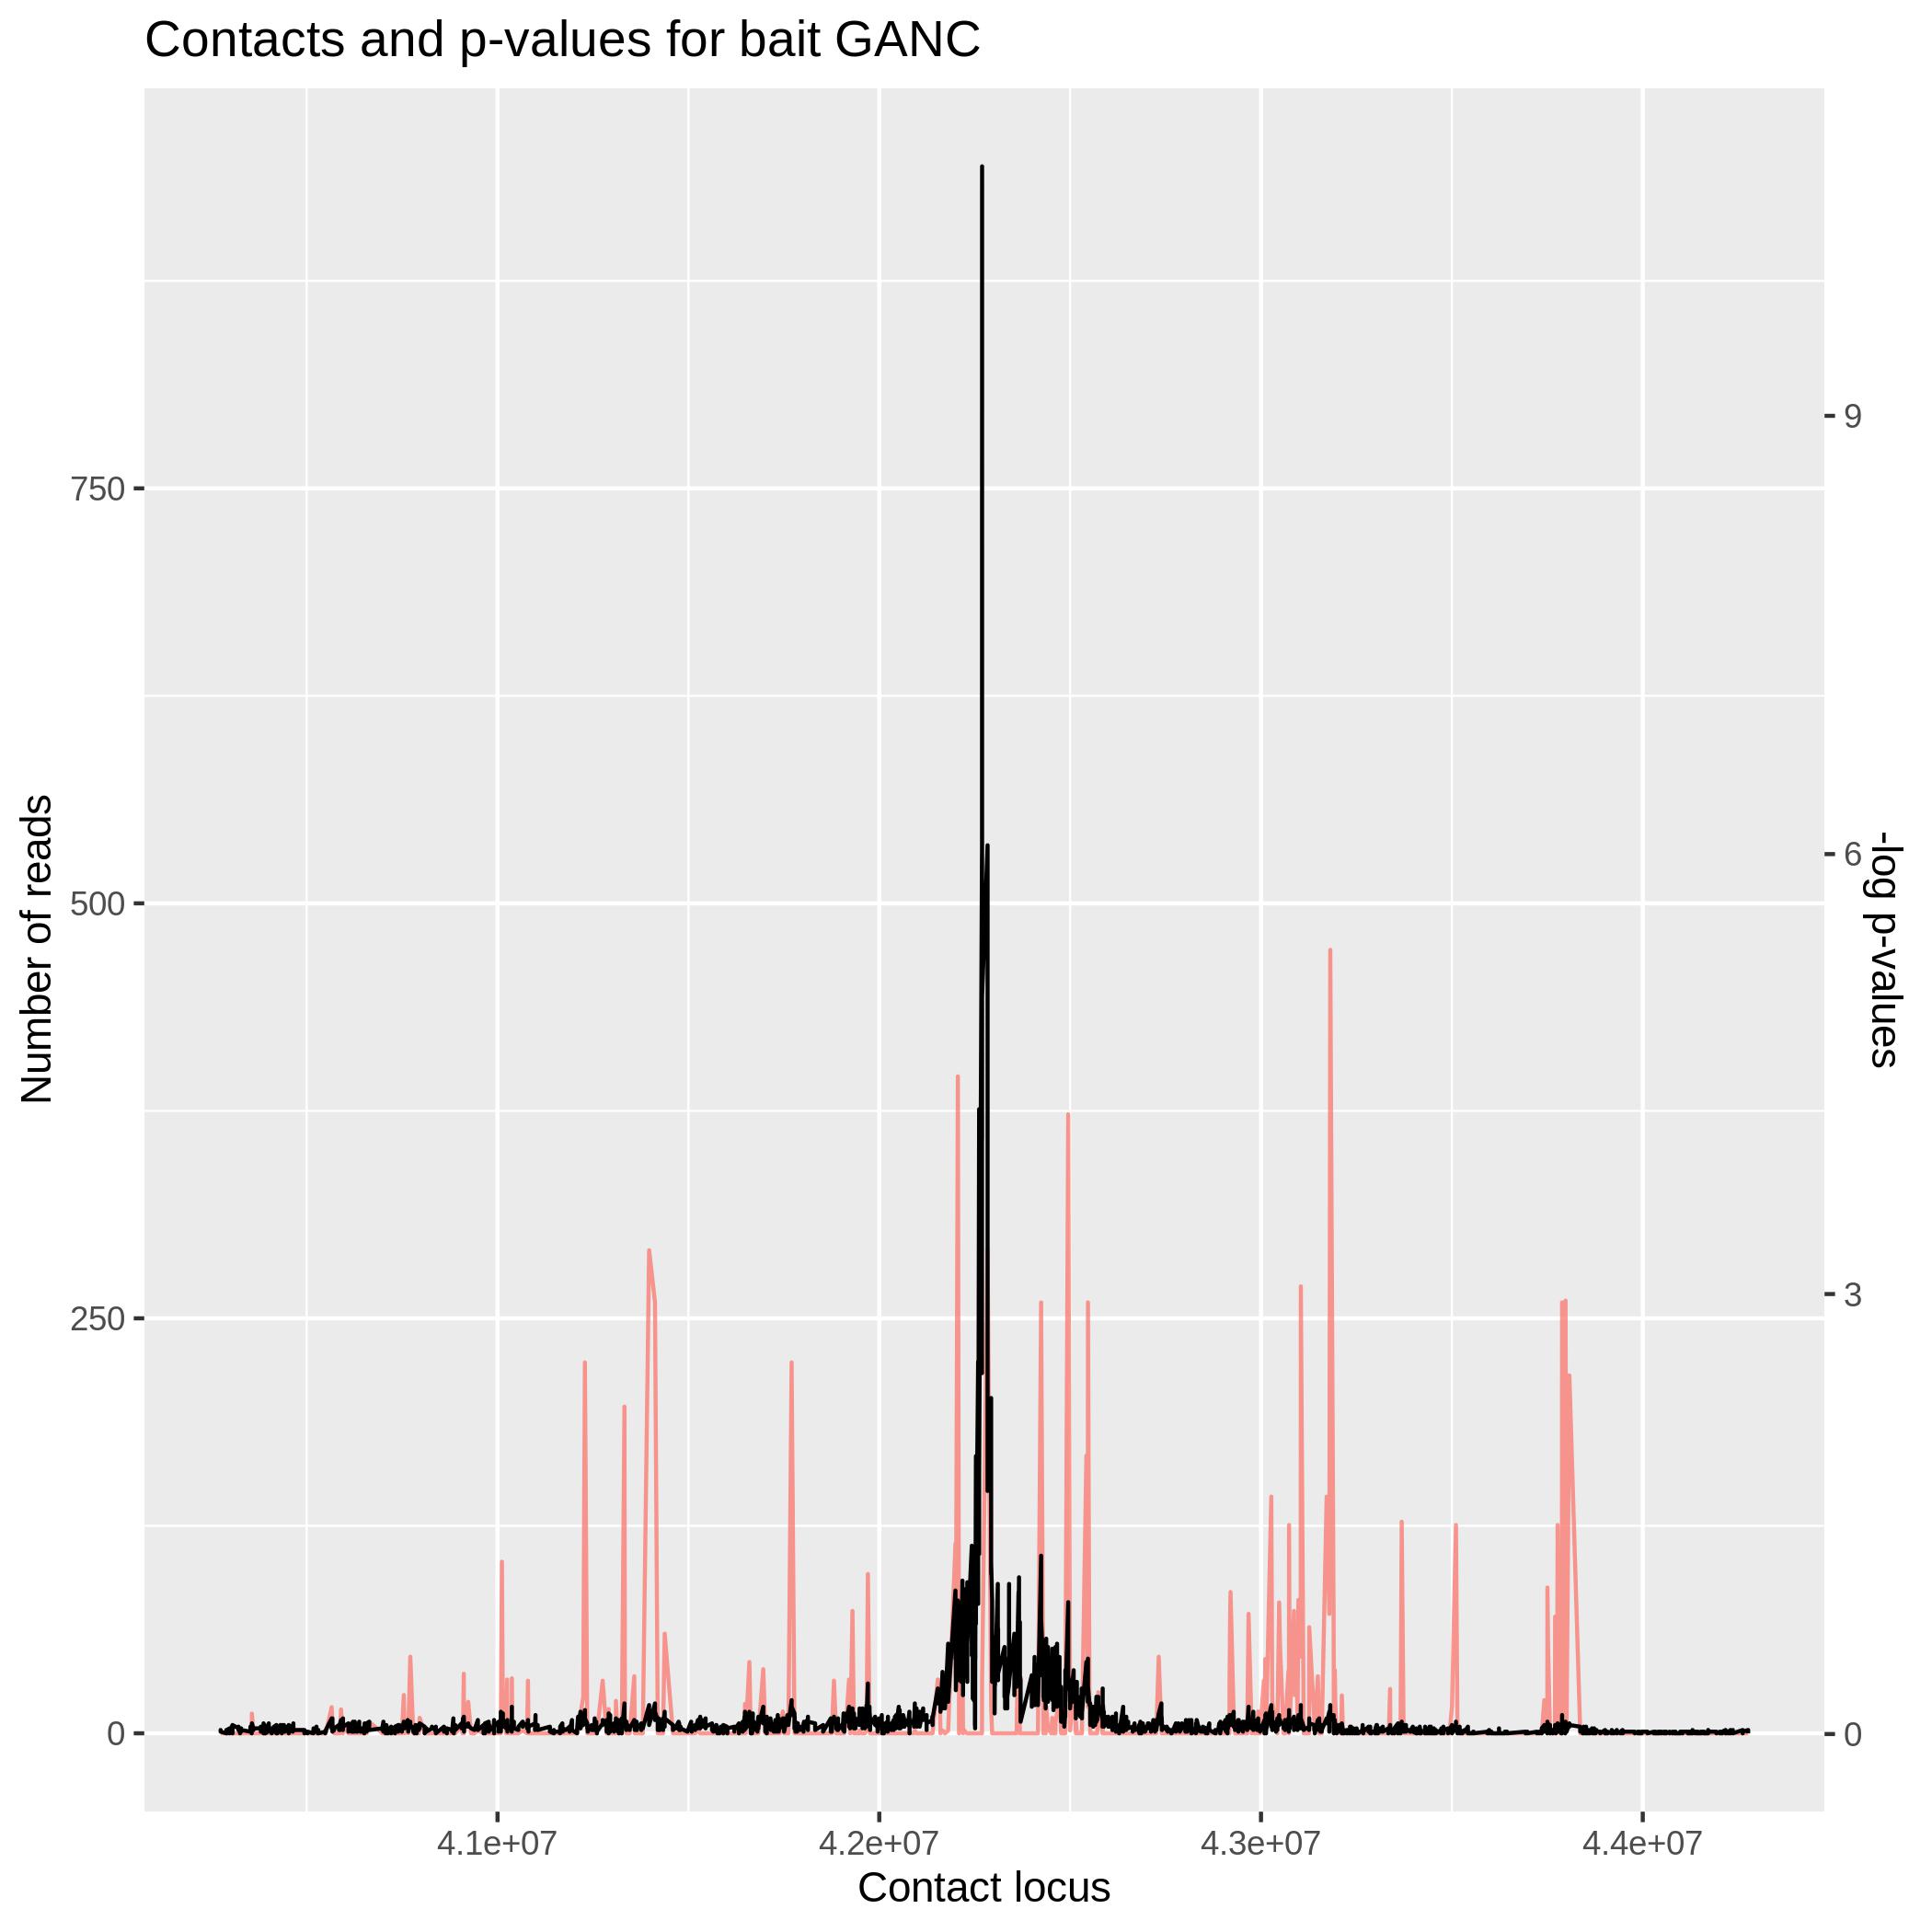 Contacts and p-values for bait GANC
Number of reads
750
500
250
0
9
6
3
0
-log p-values
4.1e+07
4.2e+07
4.3e+07
4.4e+07
Contact locus